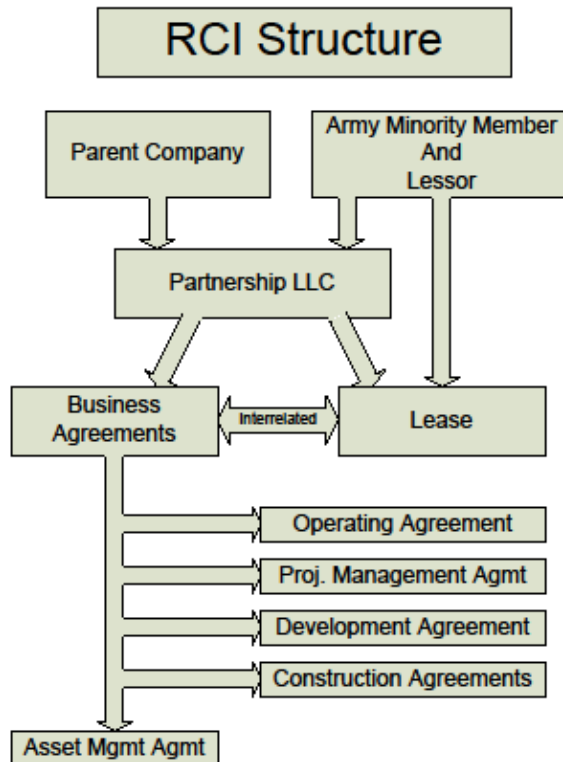 RCI Structure
Parent Company
Army Minority Member
And
Lessor
Partnership LLC
Business
Agreements
Interrelated
Lease
Operating Agreement
Proj. Management Agmt
Development Agreement
Construction Agreements
Asset Mgmt Agmt